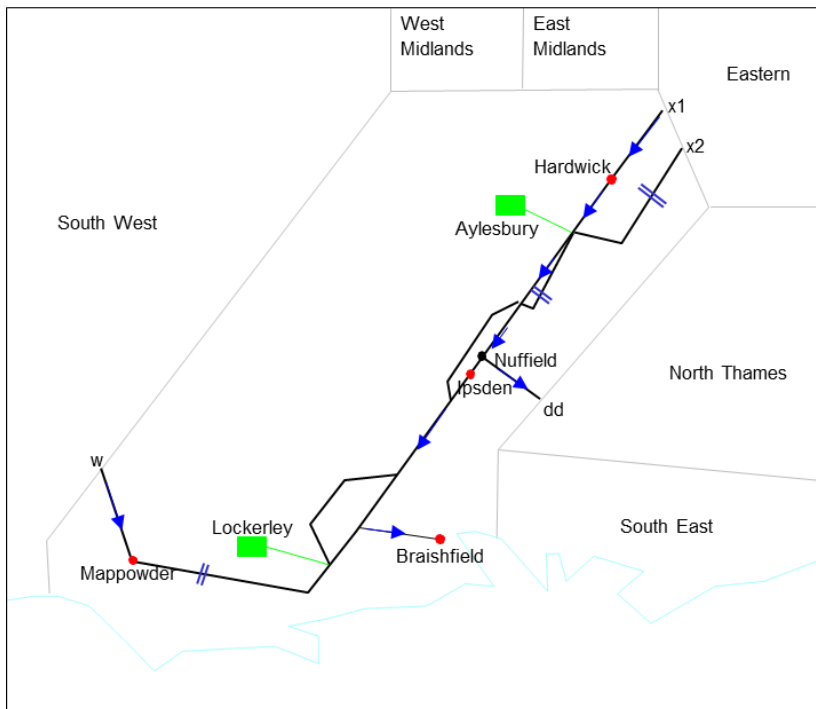 West
Midlands
East
Midlands
Eastern
x1
x2
Hardwick
South West
Aylesbury
Nuffield
Ipsden
North Thames
dd
w
Lockerley
South East
Braishfield
Mappowder